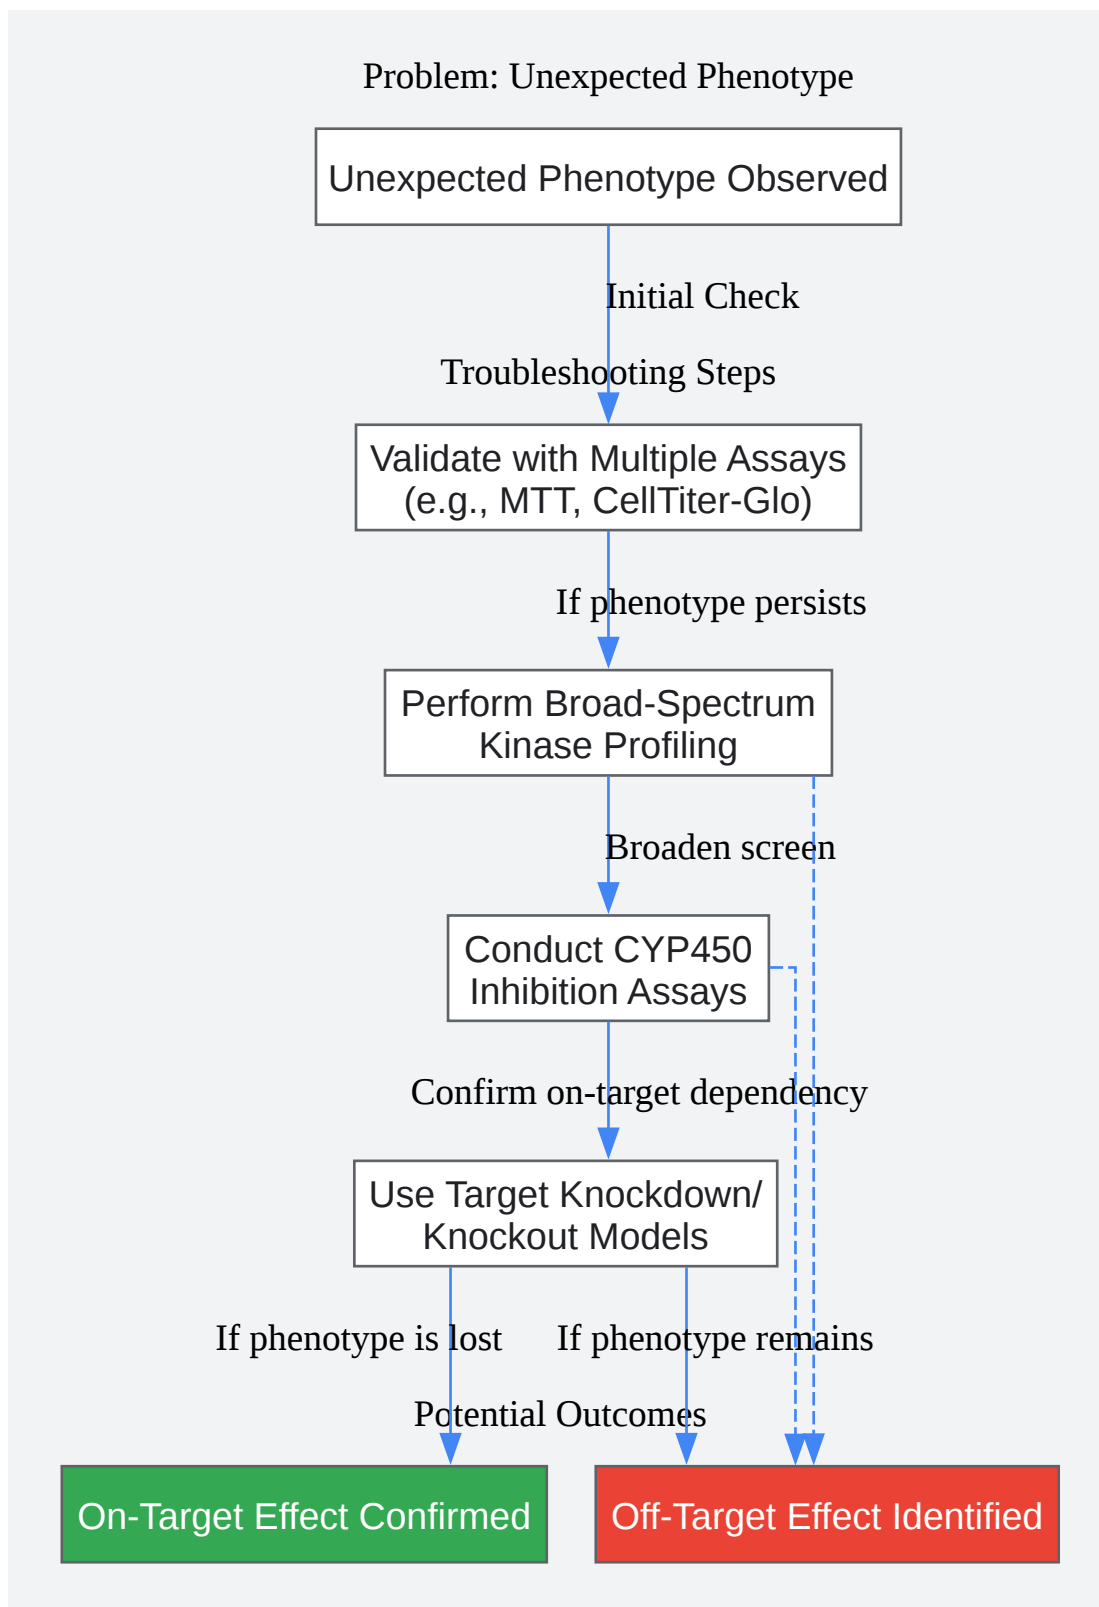 Problem: Unexpected Phenotype
Unexpected Phenotype Observed
Initial Check
Troubleshooting Steps
Validate with Multiple Assays
(e.g., MTT, CellTiter-Glo)
If phenotype persists
Perform Broad-Spectrum
Kinase Profiling
Broaden screen
Conduct CYP450
Inhibition Assays
Confirm on-target dependency
Use Target Knockdown/
Knockout Models
If phenotype is lost
If phenotype remains
Potential Outcomes
On-Target Effect Confirmed
Off-Target Effect Identified